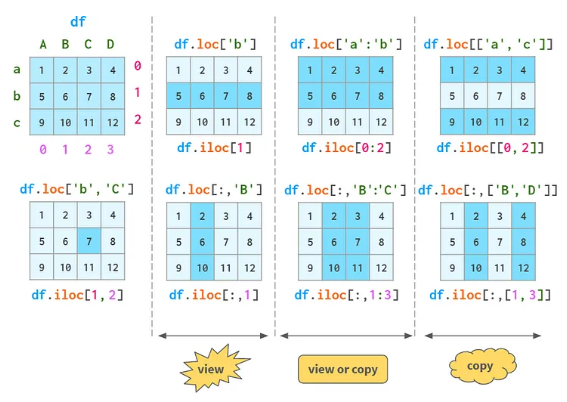 df
A B C D
a 1 2 3 4 0
b 5 6 7 8 1
c 9 10 11 12 2
0 1 2 3
df.loc['b']
1 2 3 4
5 6 7 8
9 10 11 12
df.iloc[1]
df.loc['a':'b']
1 2 3 4
5 6 7 8
9 10 11 12
df.iloc[0:2]
df.loc[['a','c']]
1 2 3 4
5 6 7 8
9 10 11 12
df.iloc[[0,2]]
df.loc['b','C']
1 2 3 4
5 6 7 8
9 10 11 12
df.iloc[1,2]
df.loc[:,'B']
1 2 3 4
5 6 7 8
9 10 11 12
df.iloc[:,1]
df.loc[:,'B':'C']
1 2 3 4
5 6 7 8
9 10 11 12
df.iloc[:,1:3]
df.loc[:,['B','D']]
1 2 3 4
5 6 7 8
9 10 11 12
df.iloc[:,[1,3]]
view
view or copy
copy